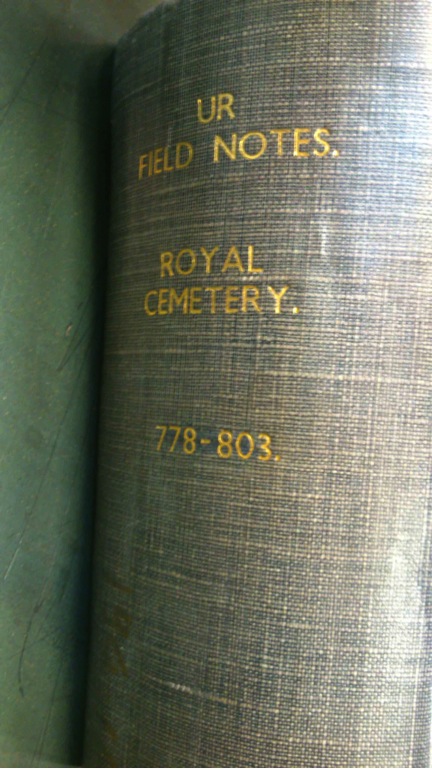 UR
FIELD NOTES.
ROYAL
CEMETERY.
778-803.